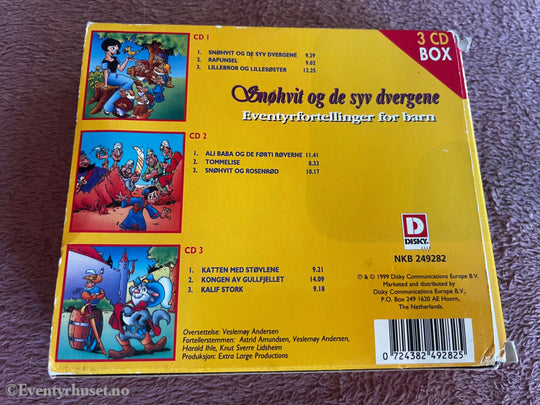 3 CD
BOX
CD 1
1. SNØHVIT OG DE SYV DVERGENE 9.29
2. RAPUNSEL 9.02
3. LILLEBROR OG LILLESØSTER 12.25
Snøhvit og de syv dvergene
Eventyrfortellinger for barn
CD 2
1. ALI BABA OG DE FØRTI RØVERNE 11.41
2. TOMMELISE 8.33
3. SNØHVIT OG ROSENRØD 10.17
D
DISKY
NKB 249282
CD 3
1. KATTEN MED STØVLENE 9.21
2. KONGEN AV GULLFJELLET 14.09
3. KALIF STORK 9.18
℗ & © 1999 Disky Communications Europe B.V.
Marketed and distributed by
Disky Communications Europe B.V.
P.O. Box 249 1620 AE Hoorn,
The Netherlands.
Oversettelse: Veslemøy Andersen
Fortellerstemmen: Astrid Amundsen, Veslemøy Andersen,
Harald Ihle, Knut Sverre Lidsheim
Produksjon: Extra Large Productions
0 724382 492825
©Eventyrhuset.no